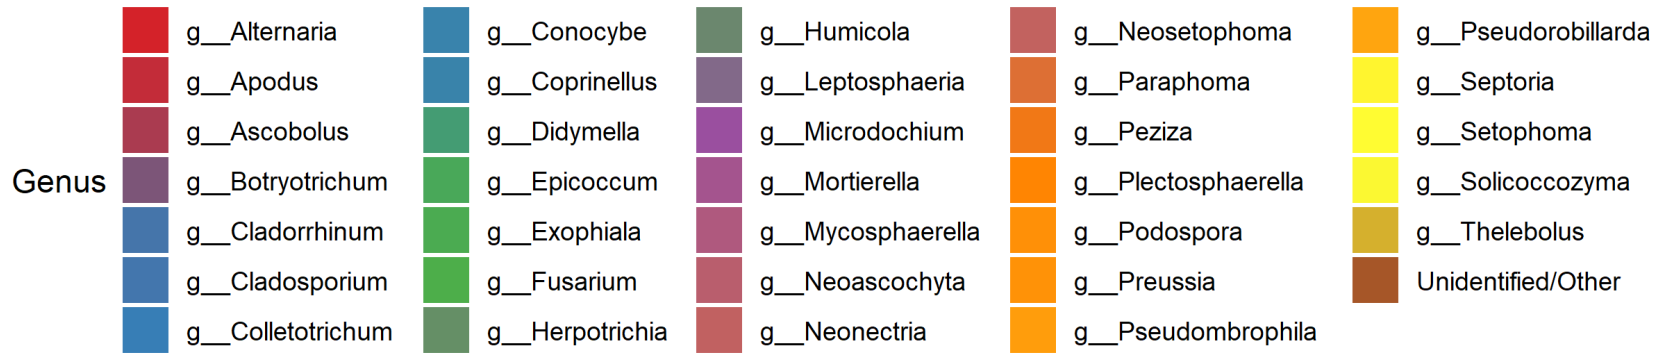 Genus
g__Alternaria
g__Apodus
g__Ascobolus
g__Botryotrichum
g__Cladorrhinum
g__Cladosporium
g__Colletotrichum
g__Conocybe
g__Coprinellus
g__Didymella
g__Epicoccum
g__Exophiala
g__Fusarium
g__Herpotrichia
g__Humicola
g__Leptosphaeria
g__Microdochium
g__Mortierella
g__Mycosphaerella
g__Neoascochyta
g__Neonectria
g__Neosetophoma
g__Paraphoma
g__Peziza
g__Plectosphaerella
g__Podospora
g__Preussia
g__Pseudombrophila
g__Pseudorobillarda
g__Septoria
g__Setophoma
g__Solicoccozyma
g__Thelebolus
Unidentified/Other